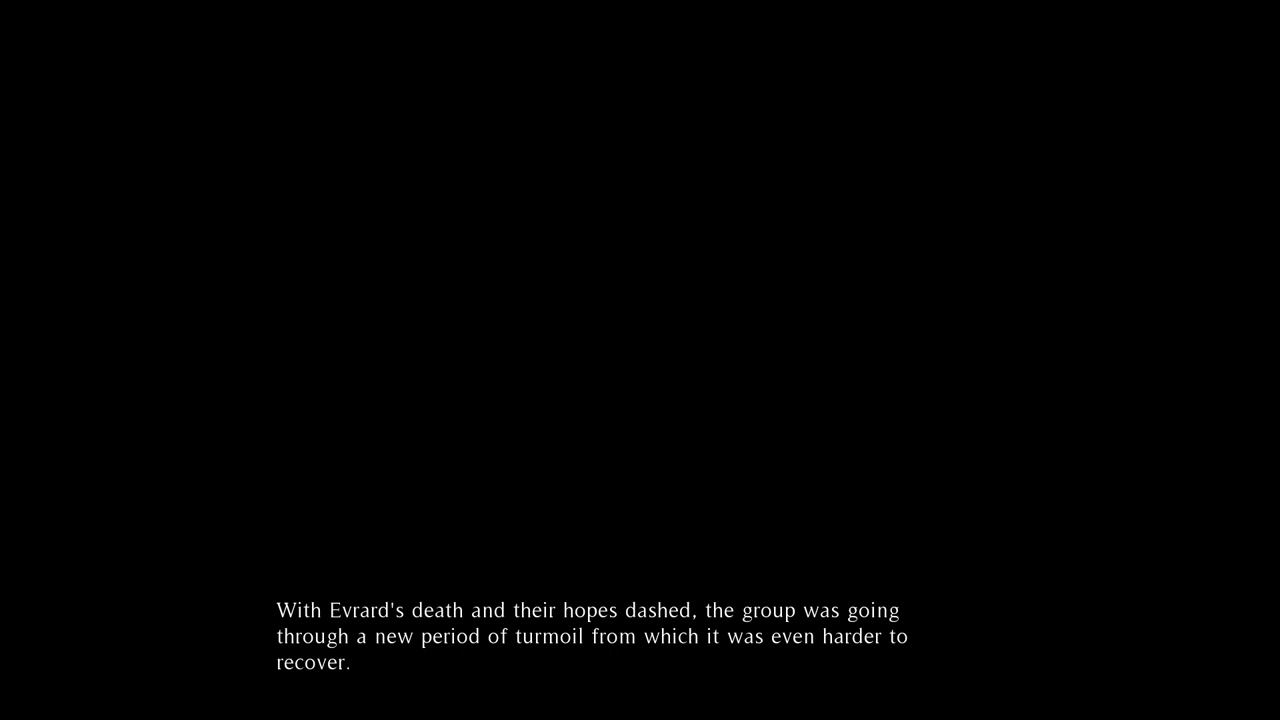 With Evrard's death and their hopes dashed, the group was going
through a new period of turmoil from which it was even harder to
recover.